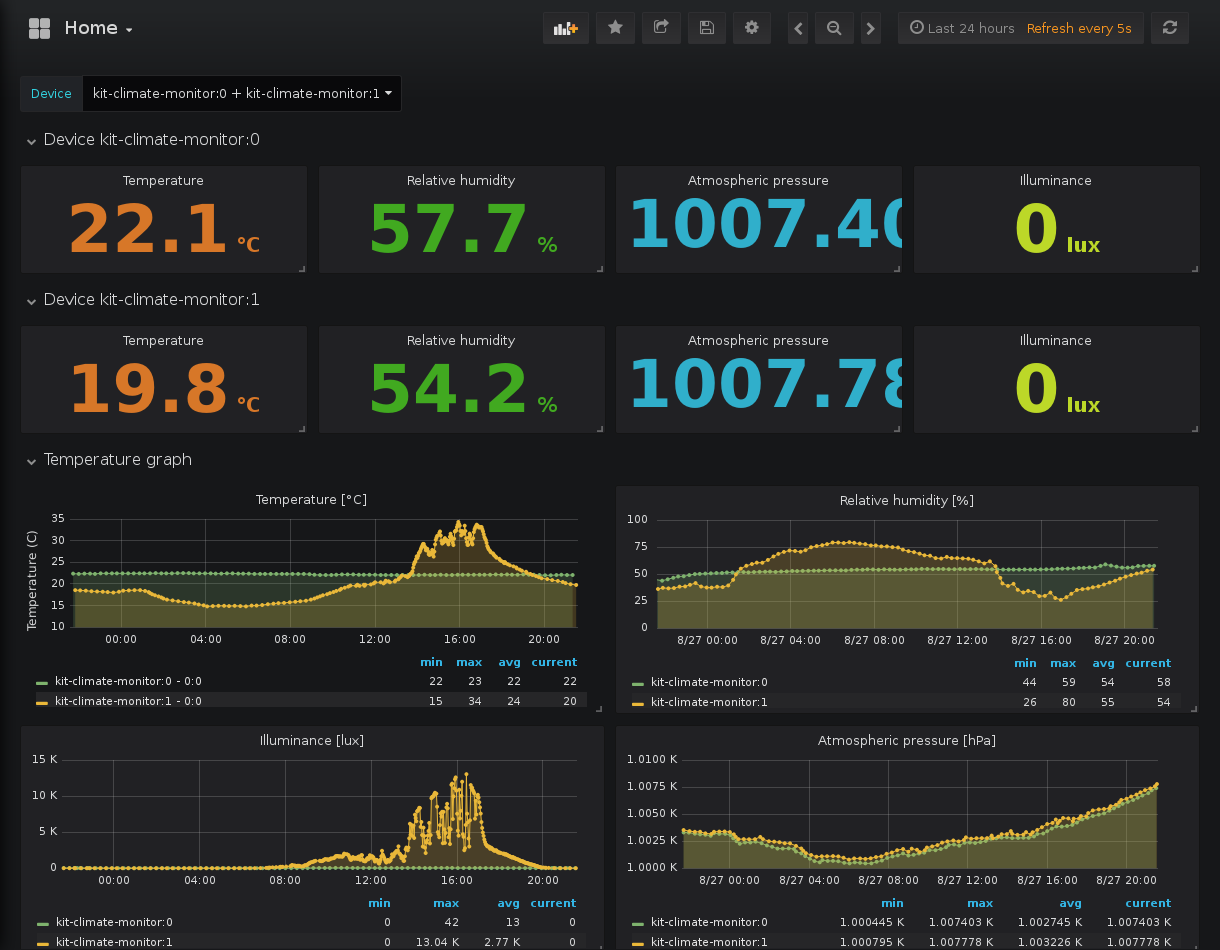 Home
Last 24 hours Refresh every 5s
Device kit-climate-monitor:0 + kit-climate-monitor:1
Device kit-climate-monitor:0
Temperature Relative humidity Atmospheric pressure Illuminance
22.1 °C 57.7 % 1007.40 0 lux
Device kit-climate-monitor:1
Temperature Relative humidity Atmospheric pressure Illuminance
19.8 °C 54.2 % 1007.78 0 lux
Temperature graph
Temperature [°C]
Temperature (C)
35
30
25
20
15
10
00:00 04:00 08:00 12:00 16:00 20:00
min max avg current
kit-climate-monitor:0 - 0:0 22 23 22 22
kit-climate-monitor:1 - 0:0 15 34 24 20
Relative humidity [%]
100
75
50
25
0
8/27 00:00 8/27 04:00 8/27 08:00 8/27 12:00 8/27 16:00 8/27 20:00
min max avg current
kit-climate-monitor:0 44 59 54 58
kit-climate-monitor:1 26 80 55 54
Illuminance [lux]
15 K
10 K
5 K
0
00:00 04:00 08:00 12:00 16:00 20:00
min max avg current
kit-climate-monitor:0 0 42 13 0
kit-climate-monitor:1 0 13.04 K 2.77 K 0
Atmospheric pressure [hPa]
1.0100 K
1.0075 K
1.0050 K
1.0025 K
1.0000 K
8/27 00:00 8/27 04:00 8/27 08:00 8/27 12:00 8/27 16:00 8/27 20:00
min max avg current
kit-climate-monitor:0 1.000445 K 1.007403 K 1.002745 K 1.007403 K
kit-climate-monitor:1 1.000795 K 1.007778 K 1.003226 K 1.007778 K